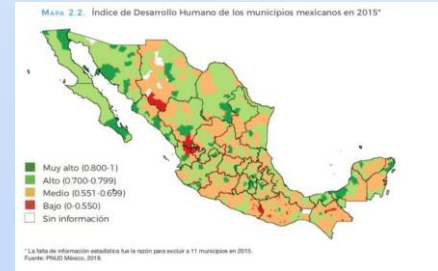 MAPA 2.2. Índice de Desarrollo Humano de los municipios mexicanos en 2015*
Muy alto (0.800-1)
Alto (0.700-0.799)
Medio (0.551-0.699)
Bajo (0-0.550)
Sin información
* La falta de información estadística fue la razón para excluir a 11 municipios en 2015.
Fuente: PNUD México, 2018.